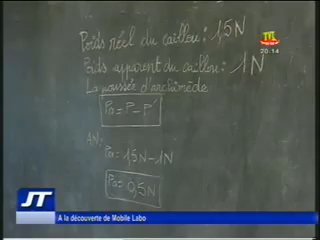 Poids réel du caillou: 1,5N
Poids apparent du caillou: 1N
La poussée d'archimède
Pa = P - P'
AN:
Pa = 1,5N - 1N
Pa = 0,5N
20:14
JT
A la découverte de Mobile Labo